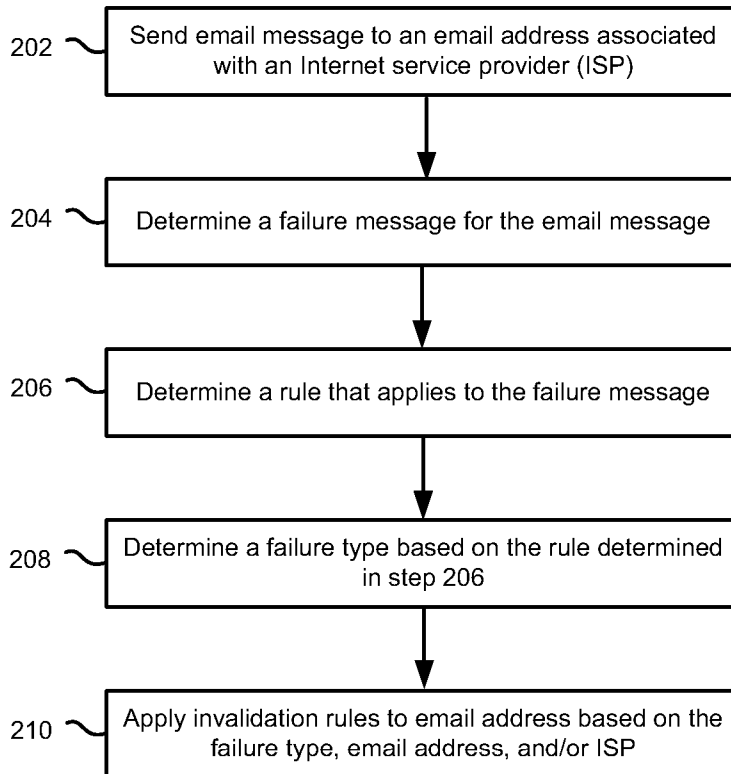 202
Send email message to an email address associated
with an Internet service provider (ISP)
204
Determine a failure message for the email message
206
Determine a rule that applies to the failure message
208
Determine a failure type based on the rule determined
in step 206
210
Apply invalidation rules to email address based on the
failure type, email address, and/or ISP